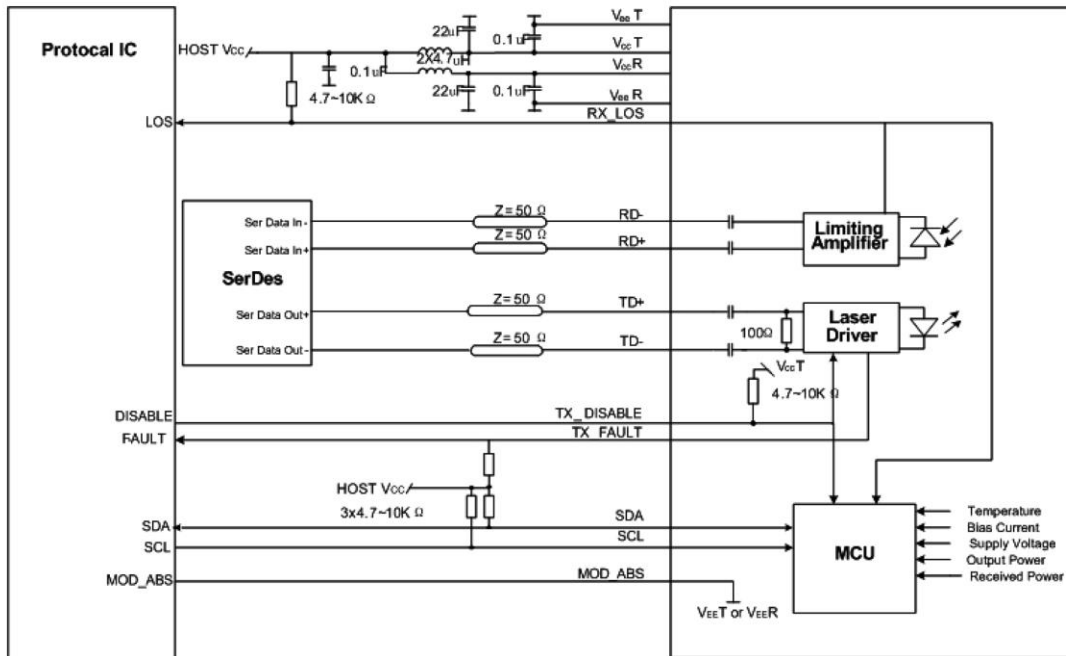 Protocal IC
HOST Vcc
22uF
0.1uF
VeeT
VccT
2X4.7uH
0.1uF
VccR
4.7~10K Ω
22uF
0.1uF
VeeR
LOS
RX_LOS
Ser Data In-
Z= 50 Ω
RD-
Ser Data In+
Z= 50 Ω
RD+
Limiting
Amplifier
SerDes
Ser Data Out+
Z= 50 Ω
TD+
Ser Data Out-
Z= 50 Ω
TD-
100Ω
Laser
Driver
VccT
4.7~10K Ω
DISABLE
TX_DISABLE
FAULT
TX_FAULT
HOST Vcc
3x4.7~10K Ω
SDA
SDA
SCL
SCL
MCU
Temperature
Bias Current
Supply Voltage
Output Power
Received Power
MOD_ABS
MOD_ABS
VEET or VEER